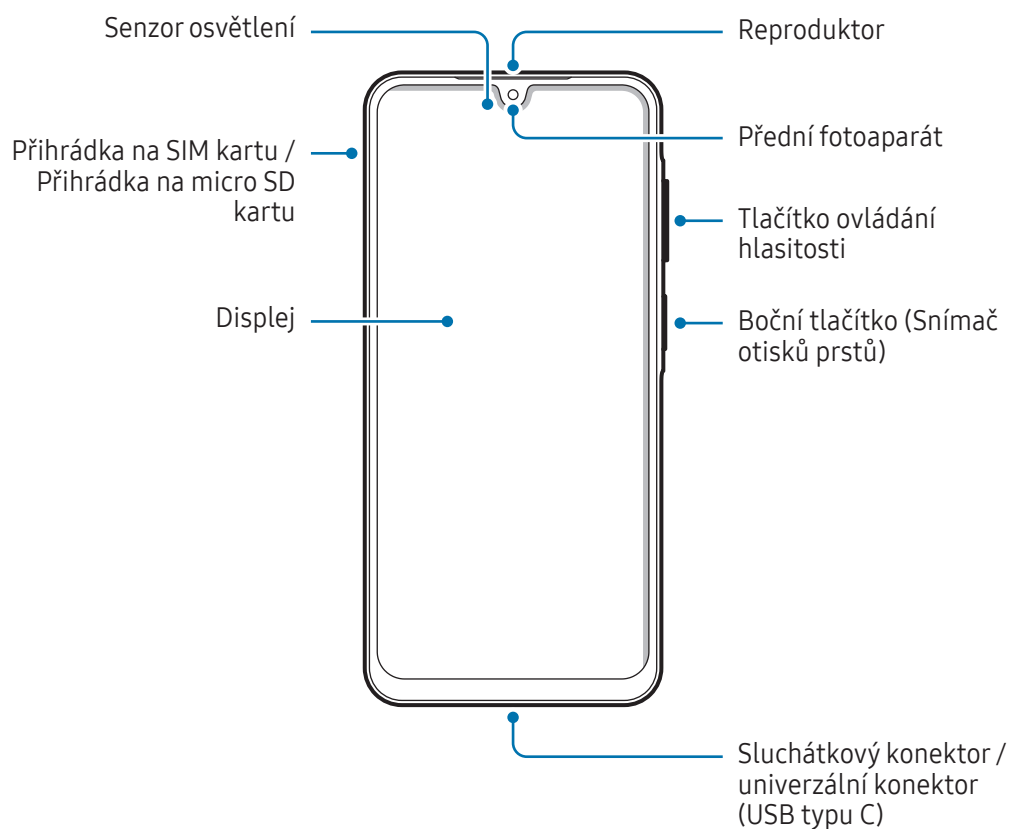 Senzor osvětlení
Přihrádka na SIM kartu /
Přihrádka na micro SD
kartu
Displej
Reproduktor
Přední fotoaparát
Tlačítko ovládání
hlasitosti
Boční tlačítko (Snímač
otisků prstů)
Sluchátkový konektor /
univerzální konektor
(USB typu C)